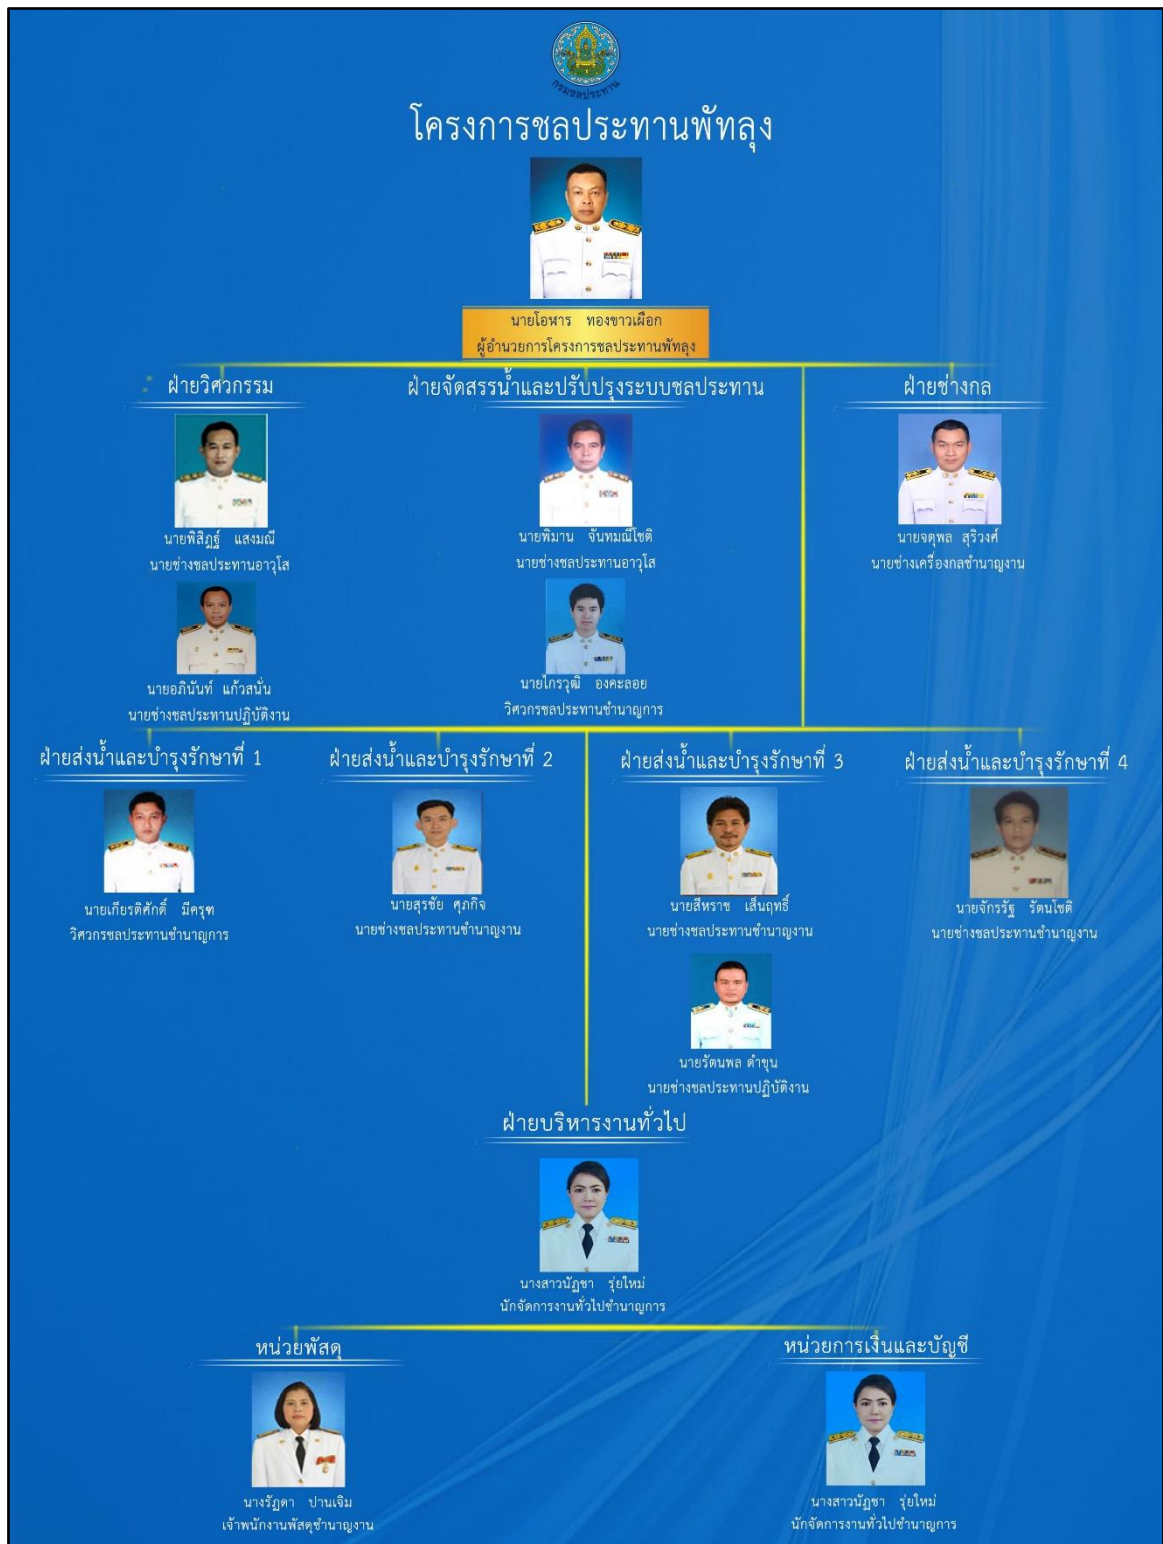 กรมชลประทาน
โครงการชลประทานพัทลุง
นายโอฬาร ทองขาวเผือก
ผู้อำนวยการโครงการชลประทานพัทลุง
ฝ่ายวิศวกรรม
นายพิสิฎฐ์ แสงมณี
นายช่างชลประทานอาวุโส
นายอภินันท์ แก้วสนั่น
นายช่างชลประทานปฏิบัติงาน
ฝ่ายจัดสรรน้ำและปรับปรุงระบบชลประทาน
นายพิมาน จันทมณีโชติ
นายช่างชลประทานอาวุโส
นายไกรวุฒิ องคะลอย
วิศวกรชลประทานชำนาญการ
ฝ่ายช่างกล
นายจตุพล สุริวงศ์
นายช่างเครื่องกลชำนาญงาน
ฝ่ายส่งน้ำและบำรุงรักษาที่ 1
นายเกียรติศักดิ์ มีครุฑ
วิศวกรชลประทานชำนาญการ
ฝ่ายส่งน้ำและบำรุงรักษาที่ 2
นายสุรชัย ศุภกิจ
นายช่างชลประทานชำนาญงาน
ฝ่ายส่งน้ำและบำรุงรักษาที่ 3
นายสีหราช เส็นฤทธิ์
นายช่างชลประทานชำนาญงาน
นายรัตนพล ดำขุน
นายช่างชลประทานปฏิบัติงาน
ฝ่ายส่งน้ำและบำรุงรักษาที่ 4
นายจักรรัฐ รัตนโชติ
นายช่างชลประทานชำนาญงาน
ฝ่ายบริหารงานทั่วไป
นางสาวนัฏชา รุ่ยใหม่
นักจัดการงานทั่วไปชำนาญการ
หน่วยพัสดุ
นางรัฏดา ปานเจิม
เจ้าพนักงานพัสดุชำนาญงาน
หน่วยการเงินและบัญชี
นางสาวนัฏชา รุ่ยใหม่
นักจัดการงานทั่วไปชำนาญการ